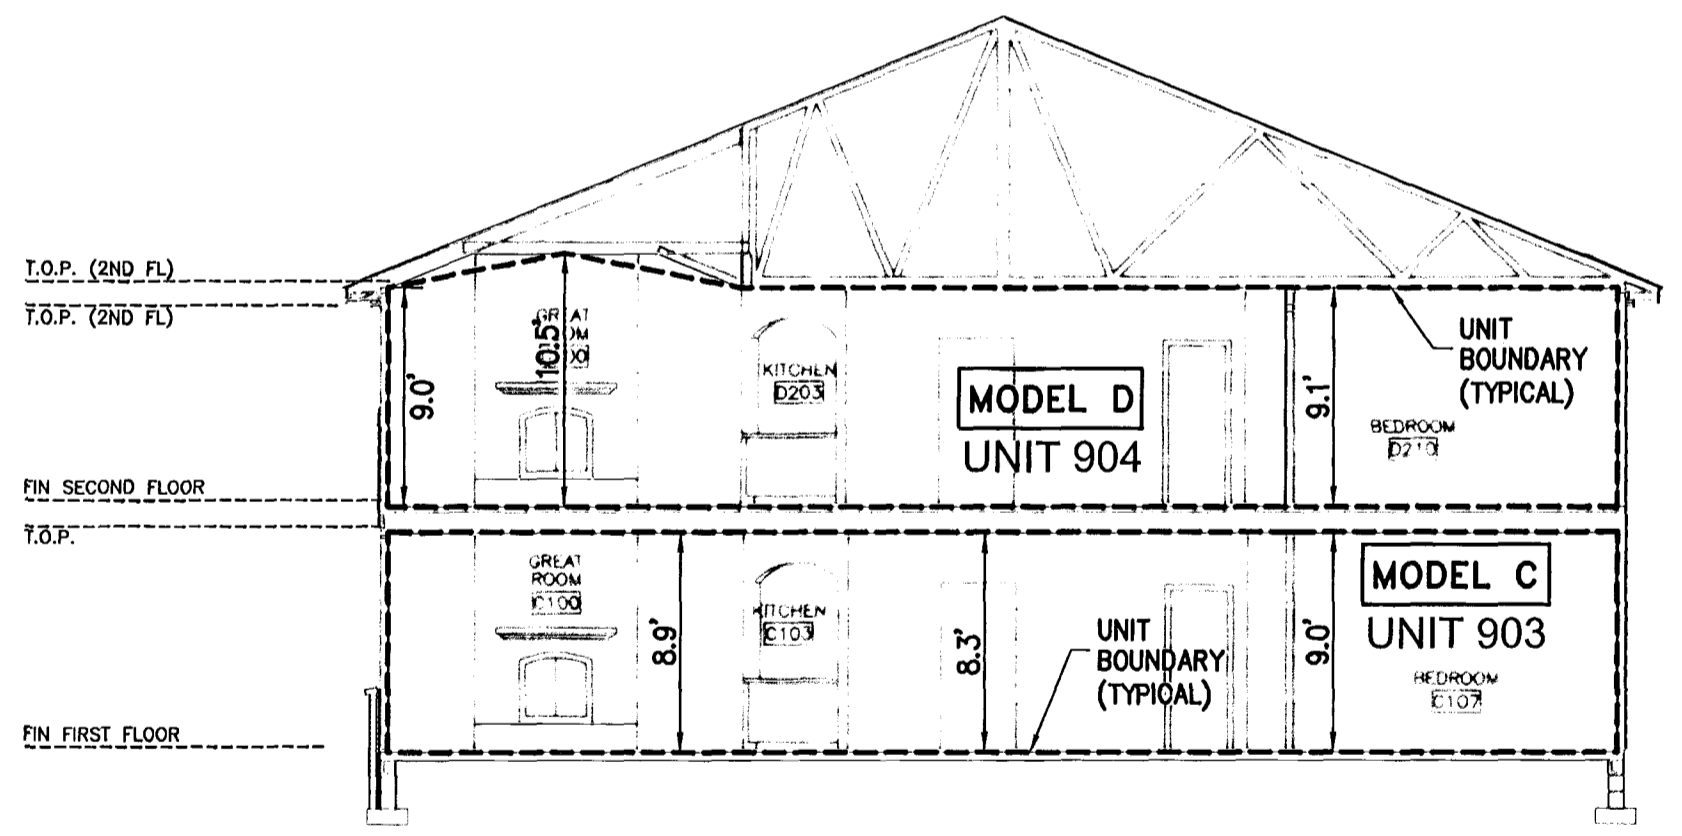 T.O.P. (2ND FL)
T.O.P. (2ND FL)
FIN SECOND FLOOR
T.O.P.
FIN FIRST FLOOR
9.0'
10.5'
KITCHEN
D203
MODEL D
UNIT 904
9.1'
UNIT
BOUNDARY
(TYPICAL)
BEDROOM
D210
GREAT
ROOM
C100
8.9'
KITCHEN
C103
8.3'
UNIT
BOUNDARY
(TYPICAL)
9.0'
MODEL C
UNIT 903
BEDROOM
C107